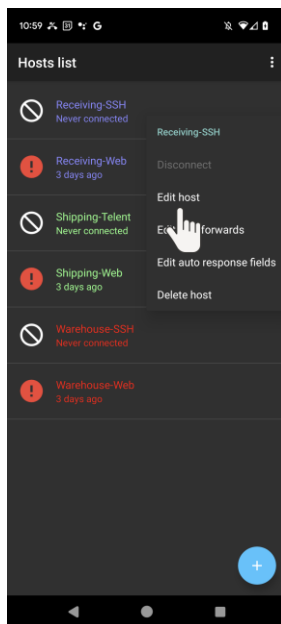 10:59
31
G
Hosts list
Receiving-SSH
Never connected
Receiving-SSH
Disconnect
Receiving-Web
3 days ago
Edit host
Shipping-Telent
Never connected
forwards
Edit auto response fields
Shipping-Web
3 days ago
Delete host
Warehouse-SSH
Never connected
Warehouse-Web
3 days ago